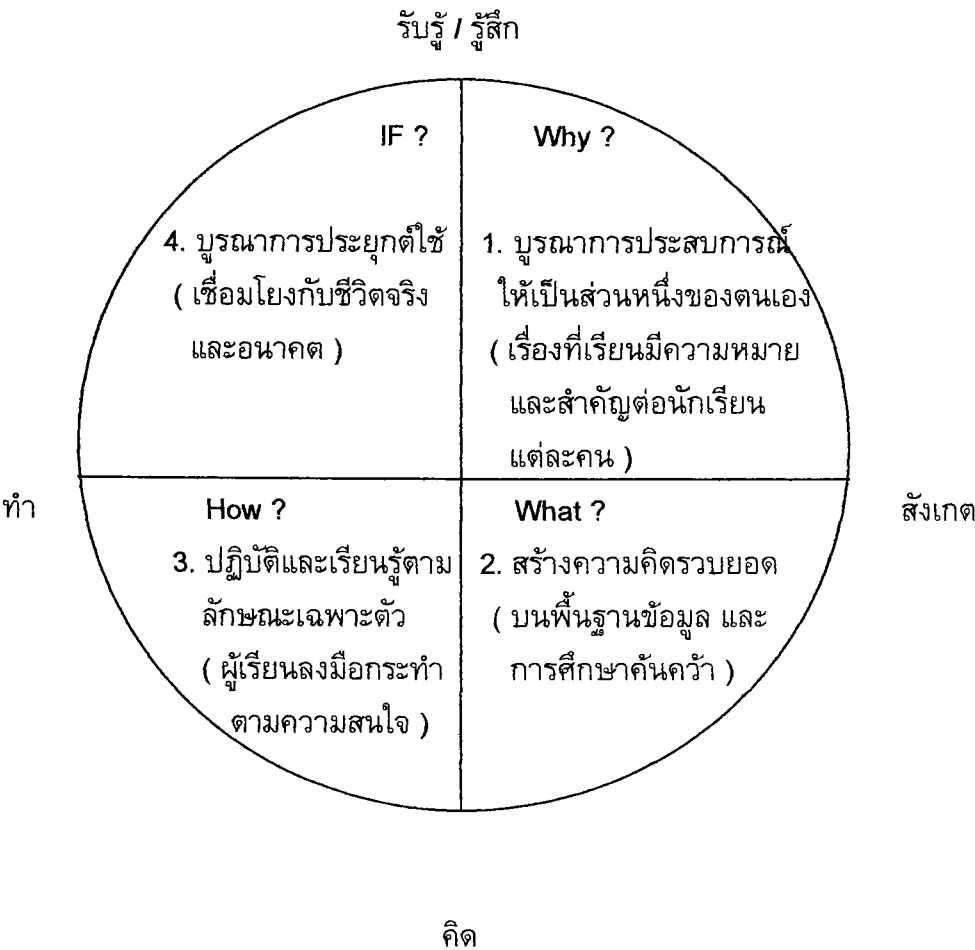 รับรู้ / รู้สึก
IF ?
4. บูรณาการประยุกต์ใช้
( เชื่อมโยงกับชีวิตจริง
และอนาคต )
Why ?
1. บูรณาการประสบการณ์
ให้เป็นส่วนหนึ่งของตนเอง
( เรื่องที่เรียนมีความหมาย
และสำคัญต่อนักเรียน
แต่ละคน )
ทำ
How ?
3. ปฏิบัติและเรียนรู้ตาม
ลักษณะเฉพาะตัว
( ผู้เรียนลงมือกระทำ
ตามความสนใจ )
What ?
2. สร้างความคิดรวบยอด
( บนพื้นฐานข้อมูล และ
การศึกษาค้นคว้า )
สังเกต
คิด